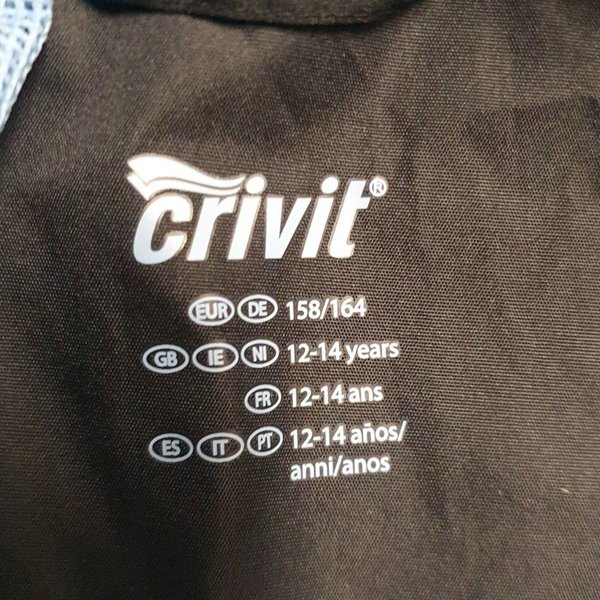 crivit®
EUR DE 158/164
GB IE NI 12-14 years
FR 12-14 ans
ES IT PT 12-14 años/
anni/anos